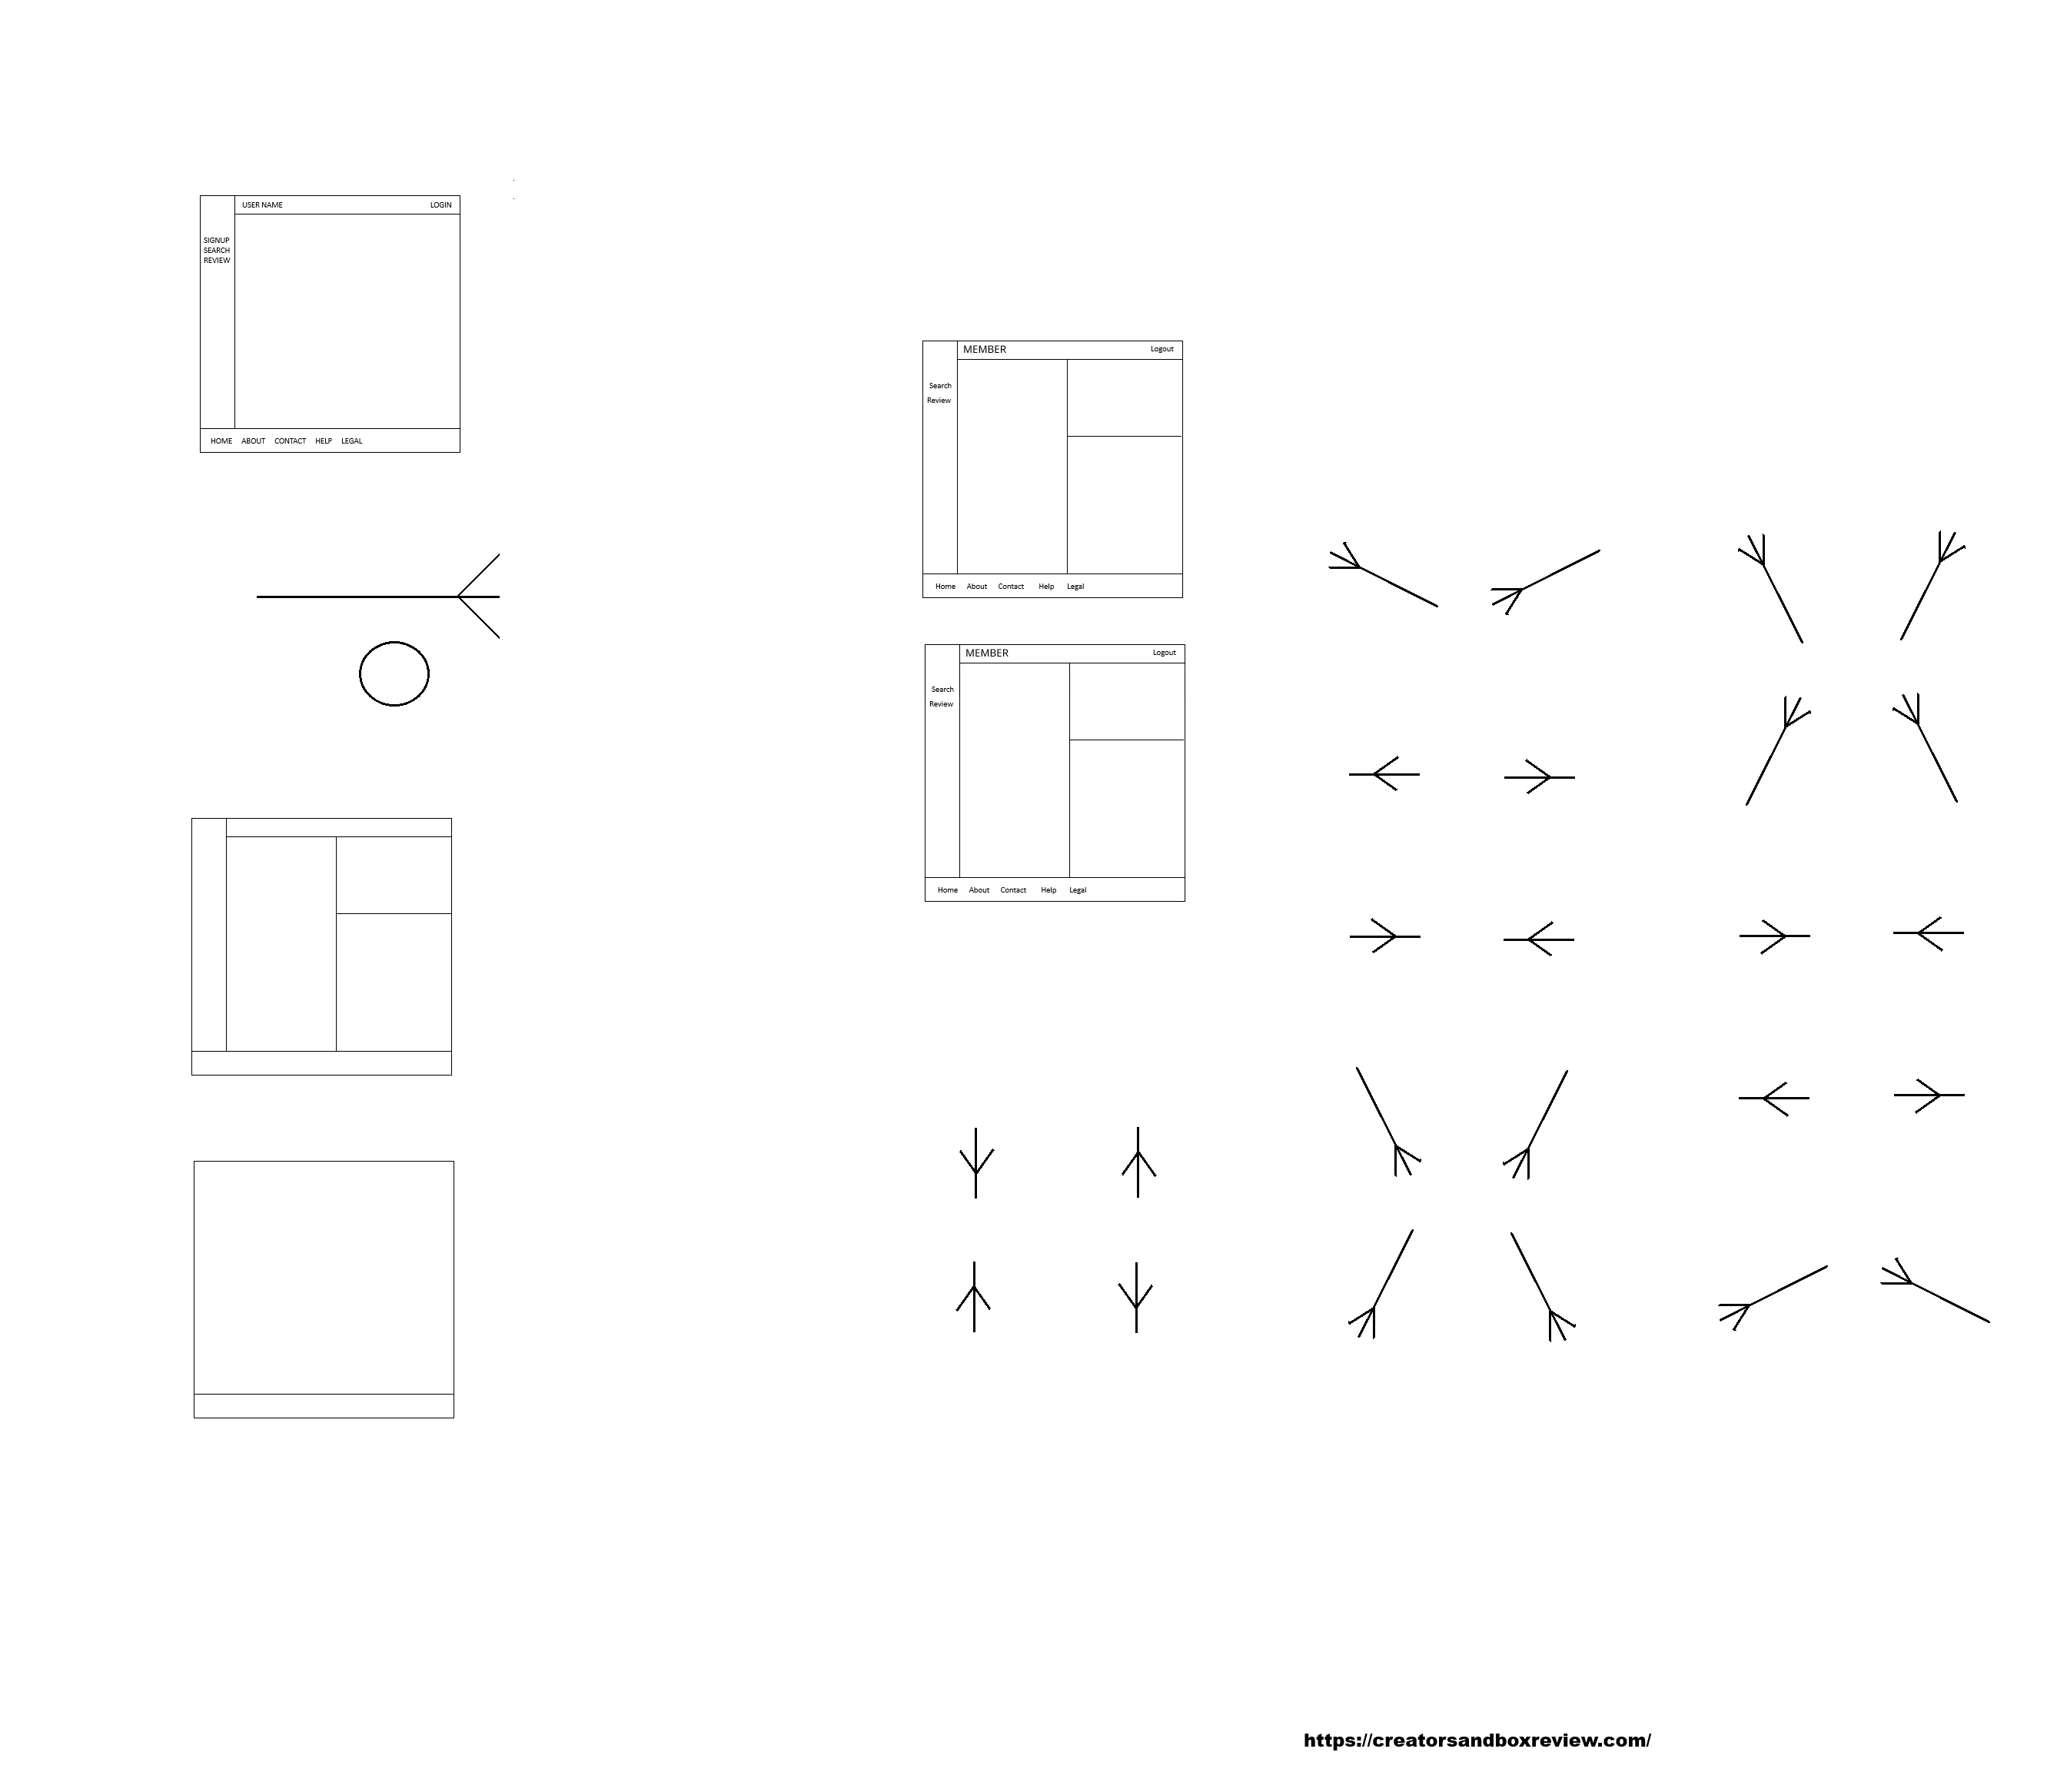 USER NAME LOGIN
SIGNUP
SEARCH
REVIEW
HOME ABOUT CONTACT HELP LEGAL
MEMBER Logout
Search
Review
Home About Contact Help Legal
MEMBER Logout
Search
Review
Home About Contact Help Legal
https://creatorsandboxreview.com/